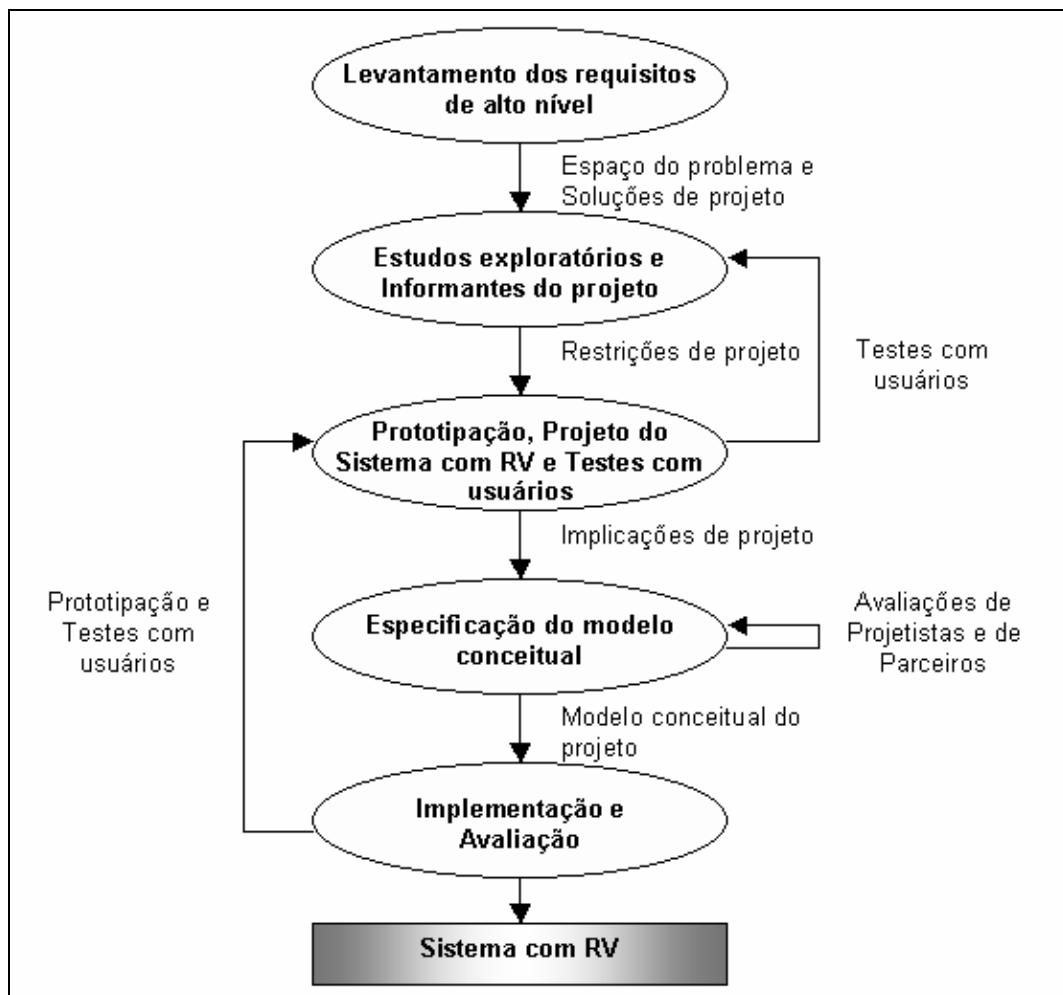 Levantamento dos requisitos
de alto nível
Espaço do problema e
Soluções de projeto
Estudos exploratórios e
Informantes do projeto
Restrições de projeto
Testes com
usuários
Prototipação, Projeto do
Sistema com RV e Testes com
usuários
Implicações de projeto
Prototipação e
Testes com
usuários
Especificação do modelo
conceitual
Avaliações de
Projetistas e de
Parceiros
Modelo conceitual do
projeto
Implementação e
Avaliação
Sistema com RV